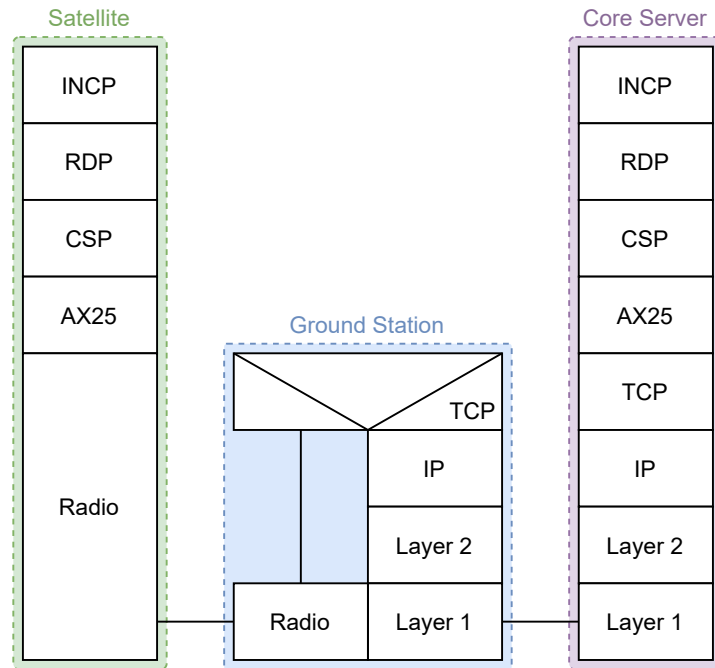 Satellite
INCP
RDP
CSP
AX25
Radio
Ground Station
TCP
IP
Layer 2
Radio
Layer 1
Core Server
INCP
RDP
CSP
AX25
TCP
IP
Layer 2
Layer 1